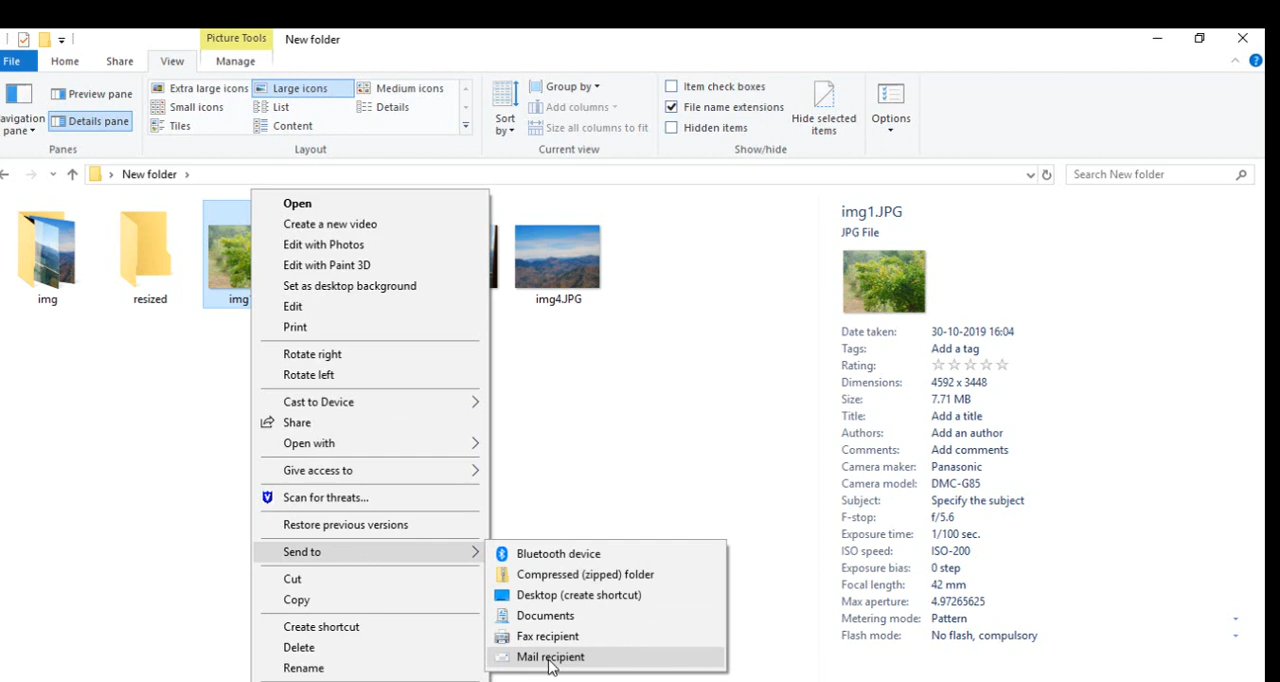 Picture Tools New folder
File Home Share View Manage
Preview pane Extra large icons Large icons Medium icons Group by Item check boxes
Small icons List Details Add columns File name extensions
pane Details pane Tiles Content Sort by Size all columns to fit Hidden items Hide selected items Options
Panes Layout Current view Show/hide
New folder Search New folder
img resized img img4.JPG
Open
Create a new video
Edit with Photos
Edit with Paint 3D
Set as desktop background
Edit
Print
Rotate right
Rotate left
Cast to Device
Share
Open with
Give access to
Scan for threats...
Restore previous versions
Send to
Cut
Copy
Create shortcut
Delete
Rename
Bluetooth device
Compressed (zipped) folder
Desktop (create shortcut)
Documents
Fax recipient
Mail recipient
img1.JPG
JPG File
Date taken: 30-10-2019 16:04
Tags: Add a tag
Rating:
Dimensions: 4592 x 3448
Size: 7.71 MB
Title: Add a title
Authors: Add an author
Comments: Add comments
Camera maker: Panasonic
Camera model: DMC-G85
Subject: Specify the subject
F-stop: f/5.6
Exposure time: 1/100 sec.
ISO speed: ISO-200
Exposure bias: 0 step
Focal length: 42 mm
Max aperture: 4.97265625
Metering mode: Pattern
Flash mode: No flash, compulsory